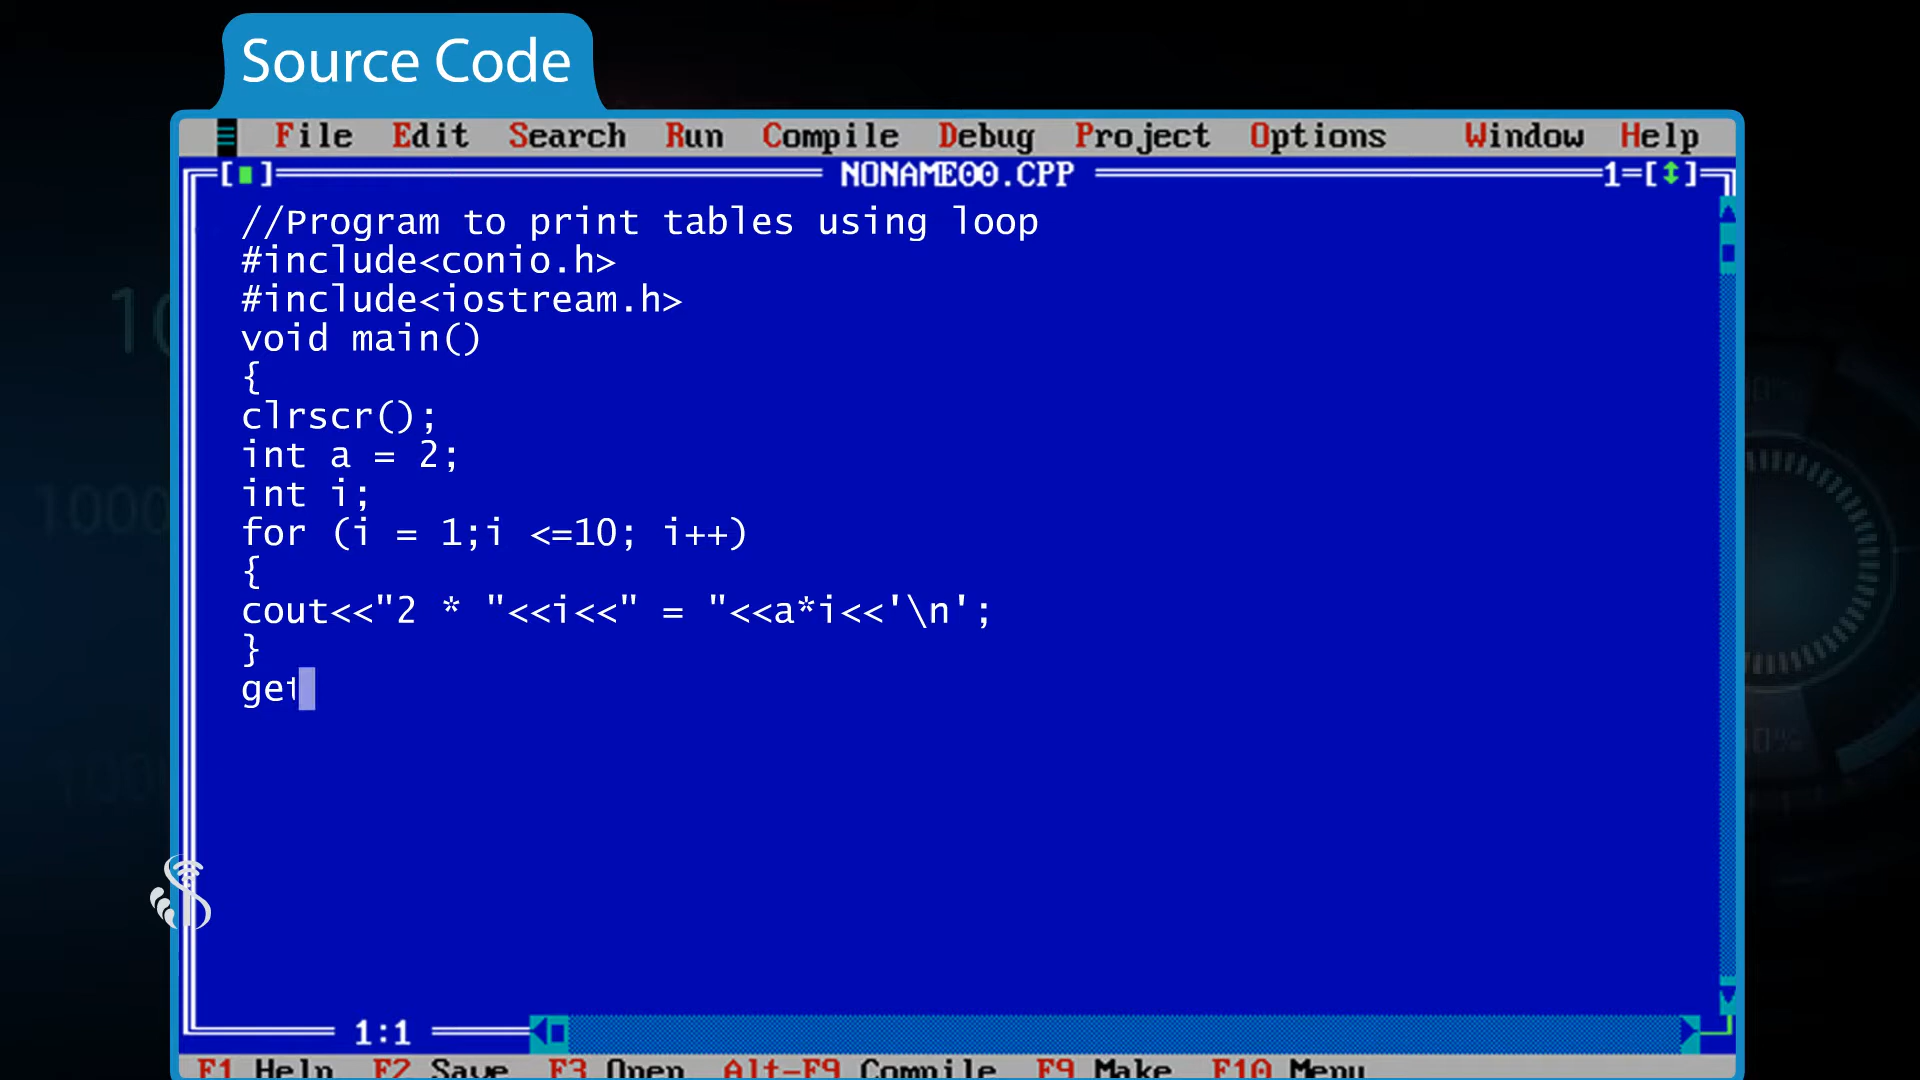 Source Code
≡ File Edit Search Run Compile Debug Project Options Window Help
[■] NONAME00.CPP 1=[↕]
//Program to print tables using loop
#include<conio.h>
#include<iostream.h>
void main()
{
clrscr();
int a = 2;
int i;
for (i = 1;i <=10; i++)
{
cout<<"2 * "<<i<<" = "<<a*i<<'\n';
}
get
1:1
F1 Help F2 Save F3 Open Alt-F9 Compile F9 Make F10 Menu